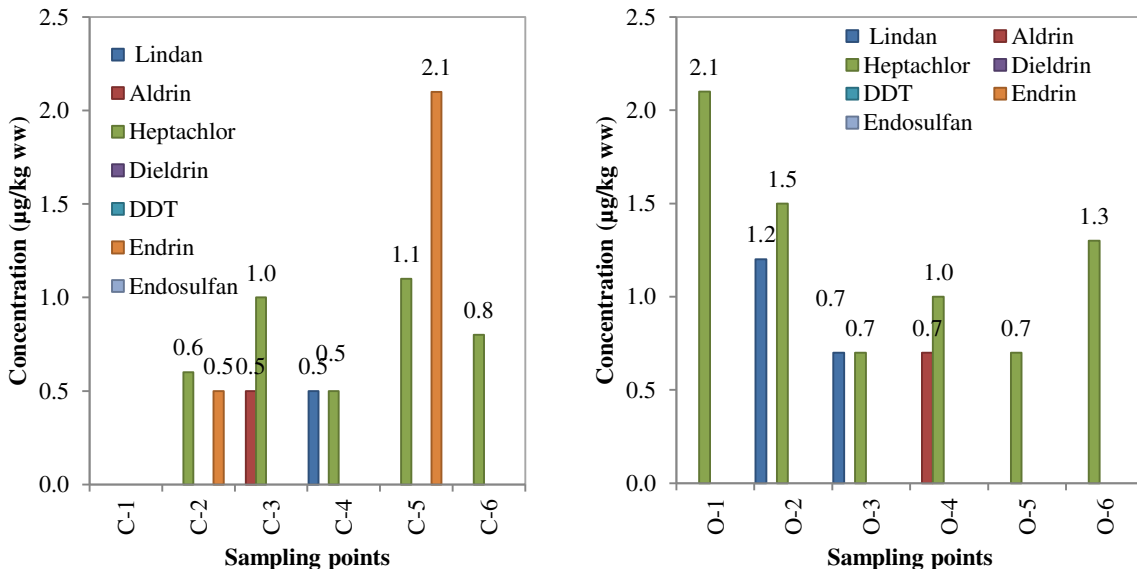 Concentration (µg/kg ww)
2.5
2.0
1.5
1.0
0.5
0.0
Lindan
Aldrin
Heptachlor
Dieldrin
DDT
Endrin
Endosulfan
0.6
0.5
0.5
1.0
0.5
0.5
1.1
2.1
0.8
C-1
C-2
C-3
C-4
C-5
C-6
Sampling points
Concentration (µg/kg ww)
2.5
2.0
1.5
1.0
0.5
0.0
Lindan Aldrin
Heptachlor Dieldrin
DDT Endrin
Endosulfan
2.1
1.2
1.5
0.7
0.7
0.7
1.0
0.7
1.3
O-1
O-2
O-3
O-4
O-5
O-6
Sampling points